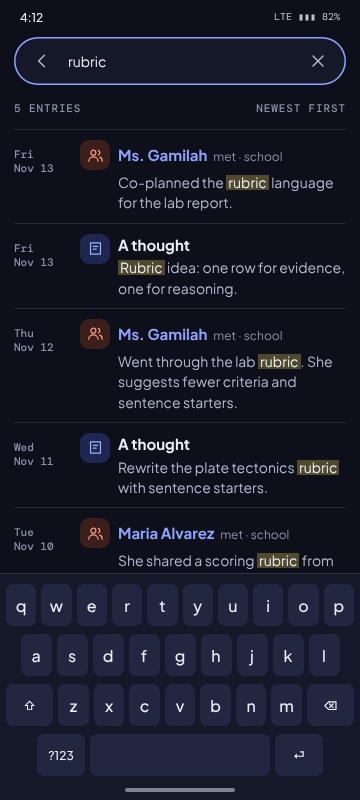 4:12
LTE 82%
rubric
5 ENTRIES NEWEST FIRST
Fri
Nov 13
Ms. Gamilah met · school
Co-planned the rubric language
for the lab report.
Fri
Nov 13
A thought
Rubric idea: one row for evidence,
one for reasoning.
Thu
Nov 12
Ms. Gamilah met · school
Went through the lab rubric. She
suggests fewer criteria and
sentence starters.
Wed
Nov 11
A thought
Rewrite the plate tectonics rubric
with sentence starters.
Tue
Nov 10
Maria Alvarez met · school
She shared a scoring rubric from
q w e r t y u i o p
a s d f g h j k l
z x c v b n m
?123